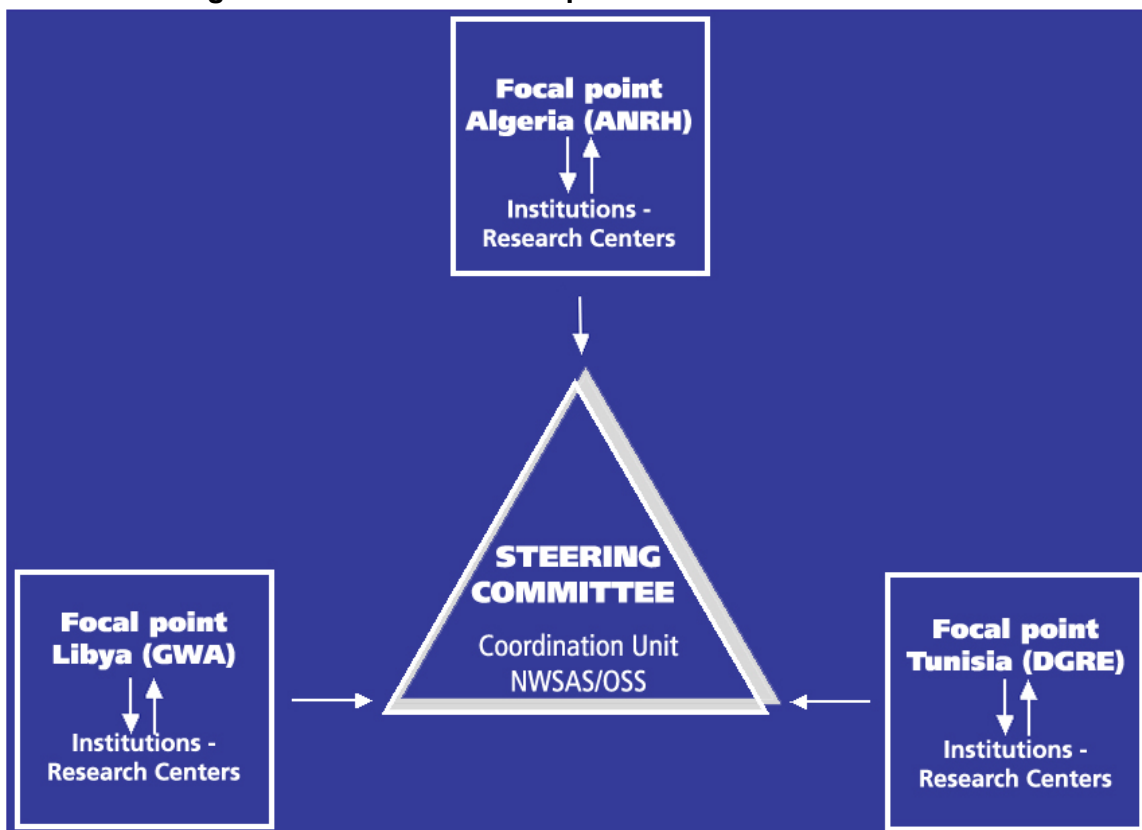 Focal point
Algeria (ANRH)
Institutions -
Research Centers
STEERING
COMMITTEE
Coordination Unit
NWSAS/OSS
Focal point
Libya (GWA)
Institutions -
Research Centers
Focal point
Tunisia (DGRE)
Institutions -
Research Centers